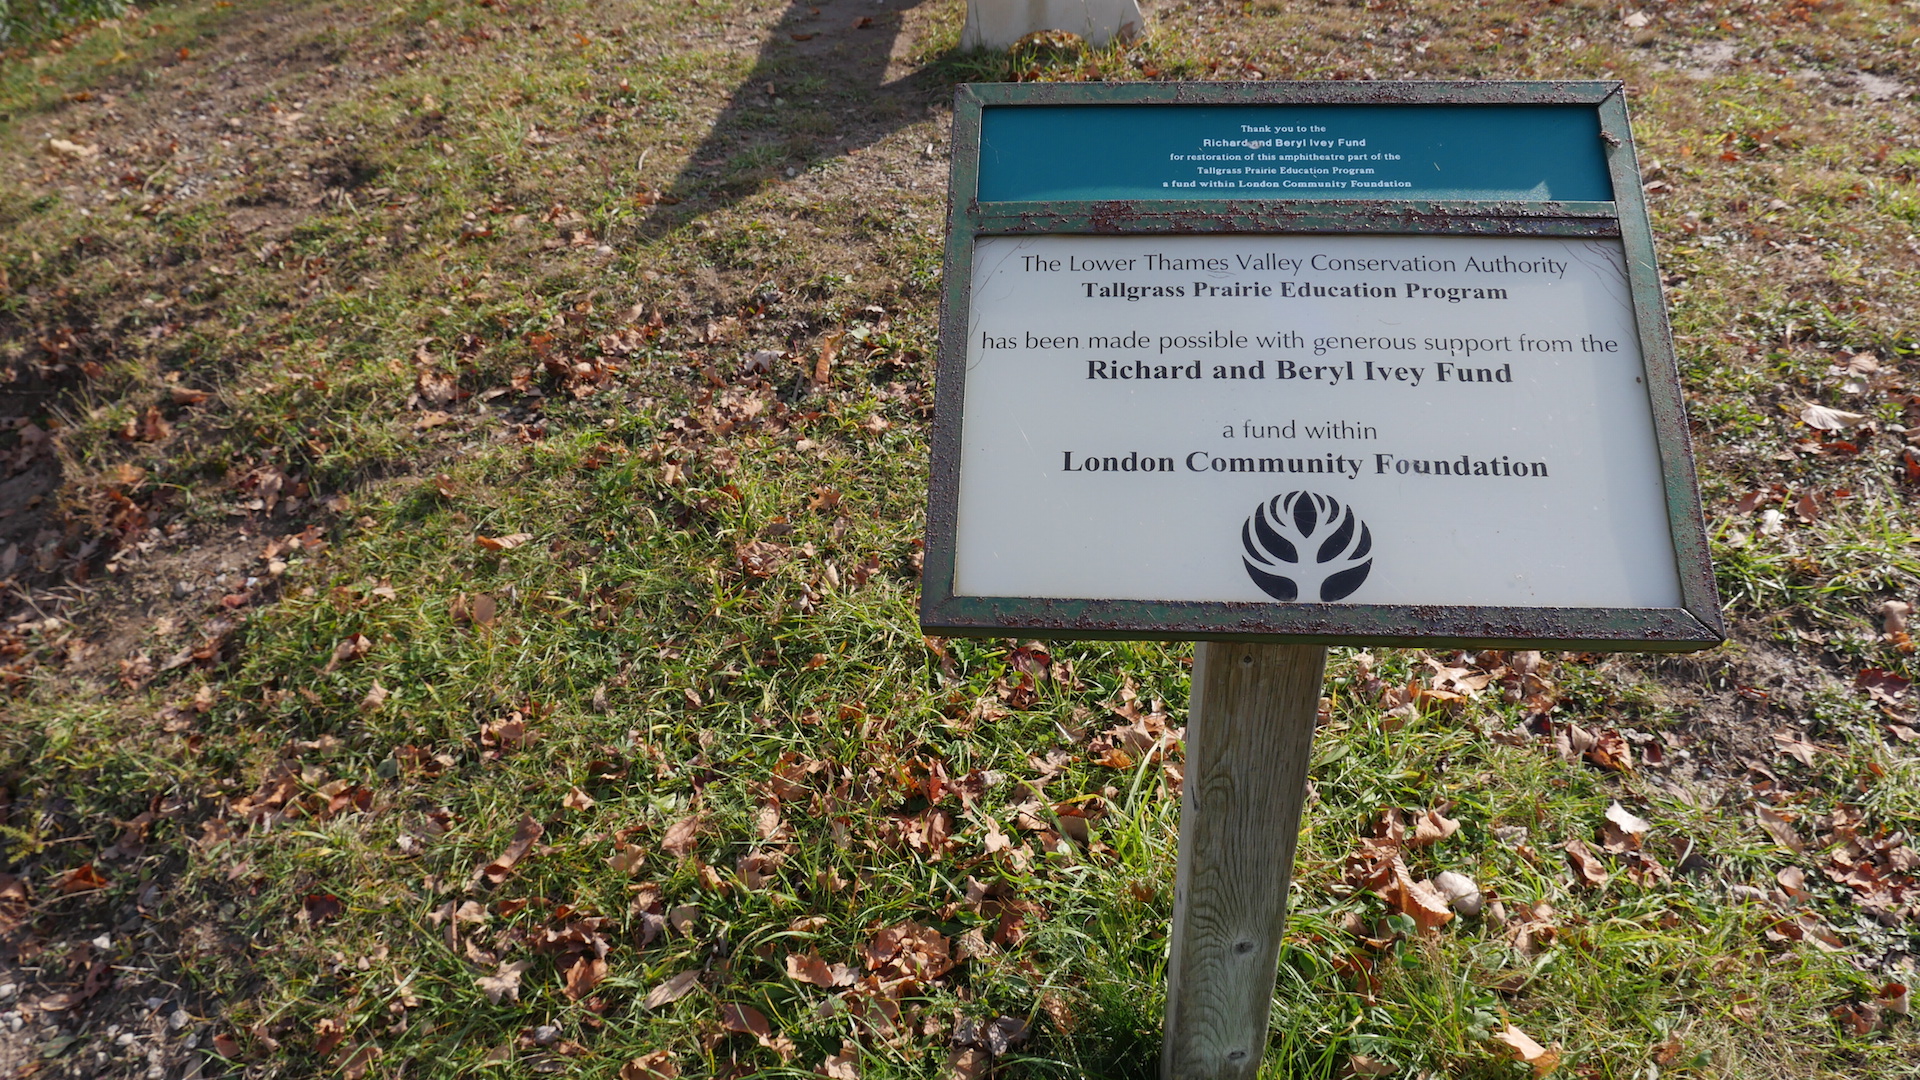 Thank you to the
Richard and Beryl Ivey Fund
for restoration of this amphitheatre part of the
Tallgrass Prairie Education Program
a fund within London Community Foundation
The Lower Thames Valley Conservation Authority
Tallgrass Prairie Education Program
has been made possible with generous support from the
Richard and Beryl Ivey Fund
a fund within
London Community Foundation